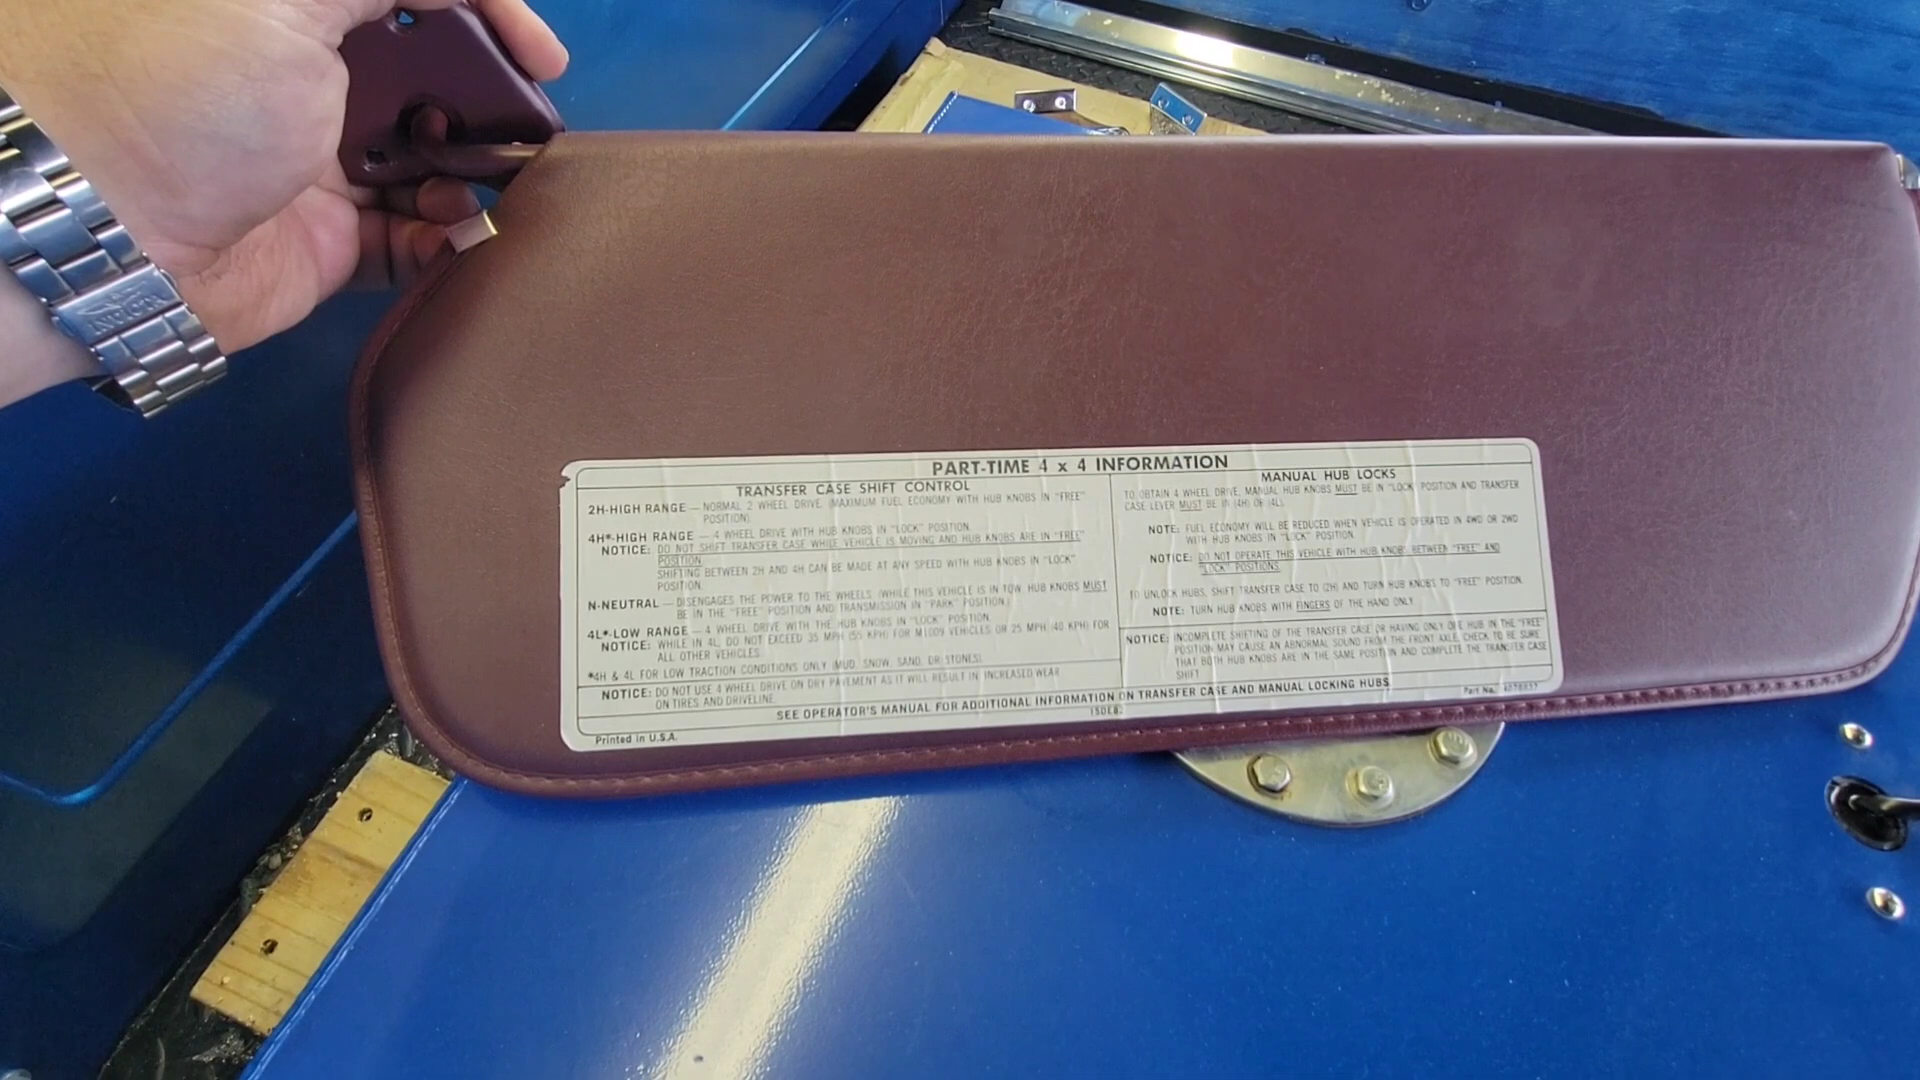 INVICTA
PART-TIME 4 x 4 INFORMATION
TRANSFER CASE SHIFT CONTROL
2H-HIGH RANGE — NORMAL 2 WHEEL DRIVE. (MAXIMUM FUEL ECONOMY WITH HUB KNOBS IN "FREE"
POSITION).
4H*-HIGH RANGE — 4 WHEEL DRIVE WITH HUB KNOBS IN "LOCK" POSITION.
NOTICE: DO NOT SHIFT TRANSFER CASE WHILE VEHICLE IS MOVING AND HUB KNOBS ARE IN "FREE"
POSITION.
SHIFTING BETWEEN 2H AND 4H CAN BE MADE AT ANY SPEED WITH HUB KNOBS IN "LOCK"
POSITION.
N-NEUTRAL — DISENGAGES THE POWER TO THE WHEELS. (WHILE THIS VEHICLE IS IN TOW HUB KNOBS MUST
BE IN THE "FREE" POSITION AND TRANSMISSION IN "PARK" POSITION.)
4L*-LOW RANGE — 4 WHEEL DRIVE WITH THE HUB KNOBS IN "LOCK" POSITION.
NOTICE: WHILE IN 4L, DO NOT EXCEED 35 MPH (55 KPH) FOR M1009 VEHICLES OR 25 MPH (40 KPH) FOR
ALL OTHER VEHICLES.
*4H & 4L FOR LOW TRACTION CONDITIONS ONLY (MUD, SNOW, SAND, OR STONES)
NOTICE: DO NOT USE 4 WHEEL DRIVE ON DRY PAVEMENT AS IT WILL RESULT IN INCREASED WEAR
ON TIRES AND DRIVELINE.
MANUAL HUB LOCKS
TO OBTAIN 4 WHEEL DRIVE, MANUAL HUB KNOBS MUST BE IN "LOCK" POSITION AND TRANSFER
CASE LEVER MUST BE IN (4H) OR (4L).
NOTE: FUEL ECONOMY WILL BE REDUCED WHEN VEHICLE IS OPERATED IN 4WD OR 2WD
WITH HUB KNOBS IN "LOCK" POSITION.
NOTICE: DO NOT OPERATE THIS VEHICLE WITH HUB KNOBS BETWEEN "FREE" AND
"LOCK" POSITIONS.
TO UNLOCK HUBS, SHIFT TRANSFER CASE TO (2H) AND TURN HUB KNOBS TO "FREE" POSITION.
NOTE: TURN HUB KNOBS WITH FINGERS OF THE HAND ONLY.
NOTICE: INCOMPLETE SHIFTING OF THE TRANSFER CASE OR HAVING ONLY ONE HUB IN THE "FREE"
POSITION MAY CAUSE AN ABNORMAL SOUND FROM THE FRONT AXLE. CHECK TO BE SURE
THAT BOTH HUB KNOBS ARE IN THE SAME POSITION AND COMPLETE THE TRANSFER CASE
SHIFT.
SEE OPERATOR'S MANUAL FOR ADDITIONAL INFORMATION ON TRANSFER CASE AND MANUAL LOCKING HUBS
Printed in U.S.A.
Part No.